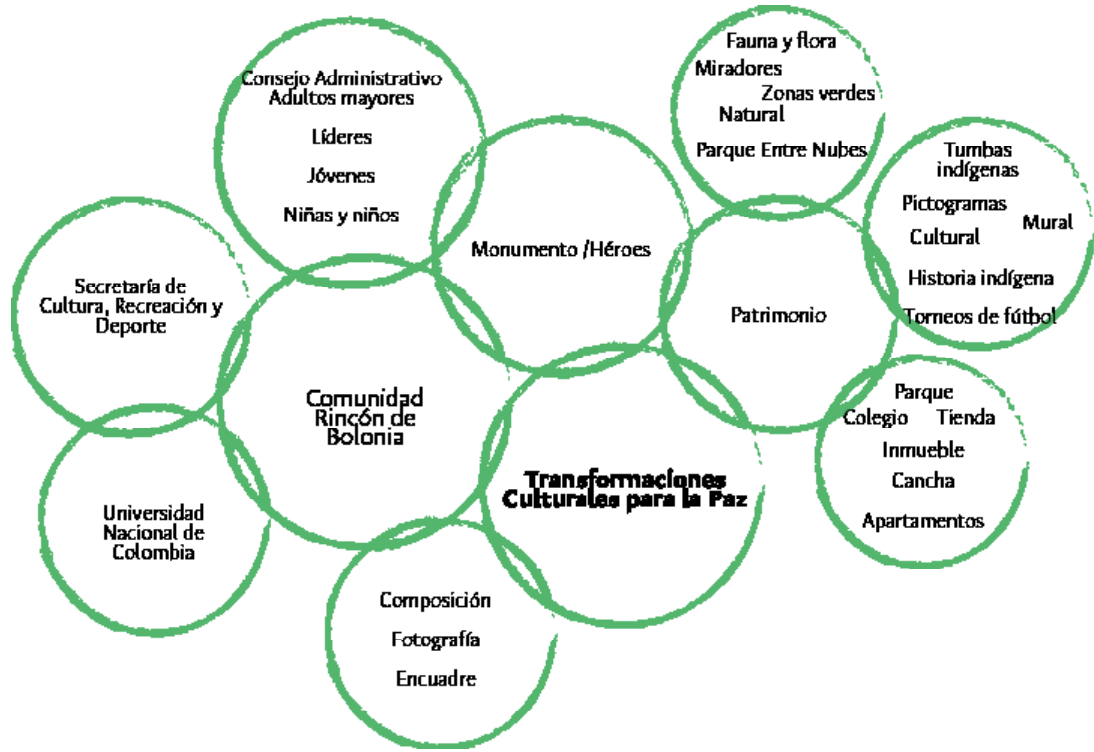 Consejo Administrativo
Adultos mayores
Líderes
Jóvenes
Niñas y niños
Fauna y flora
Miradores
Zonas verdes
Natural
Parque Entre Nubes
Tumbas
indígenas
Pictogramas
Mural
Cultural
Historia indígena
Torneos de fútbol
Monumento /Héroes
Patrimonio
Secretaría de
Cultura, Recreación y
Deporte
Comunidad
Rincón de
Bolonia
Parque
Colegio Tienda
Inmueble
Cancha
Apartamentos
Transformaciones
Culturales para la Paz
Universidad
Nacional de
Colombia
Composición
Fotografía
Encuadre